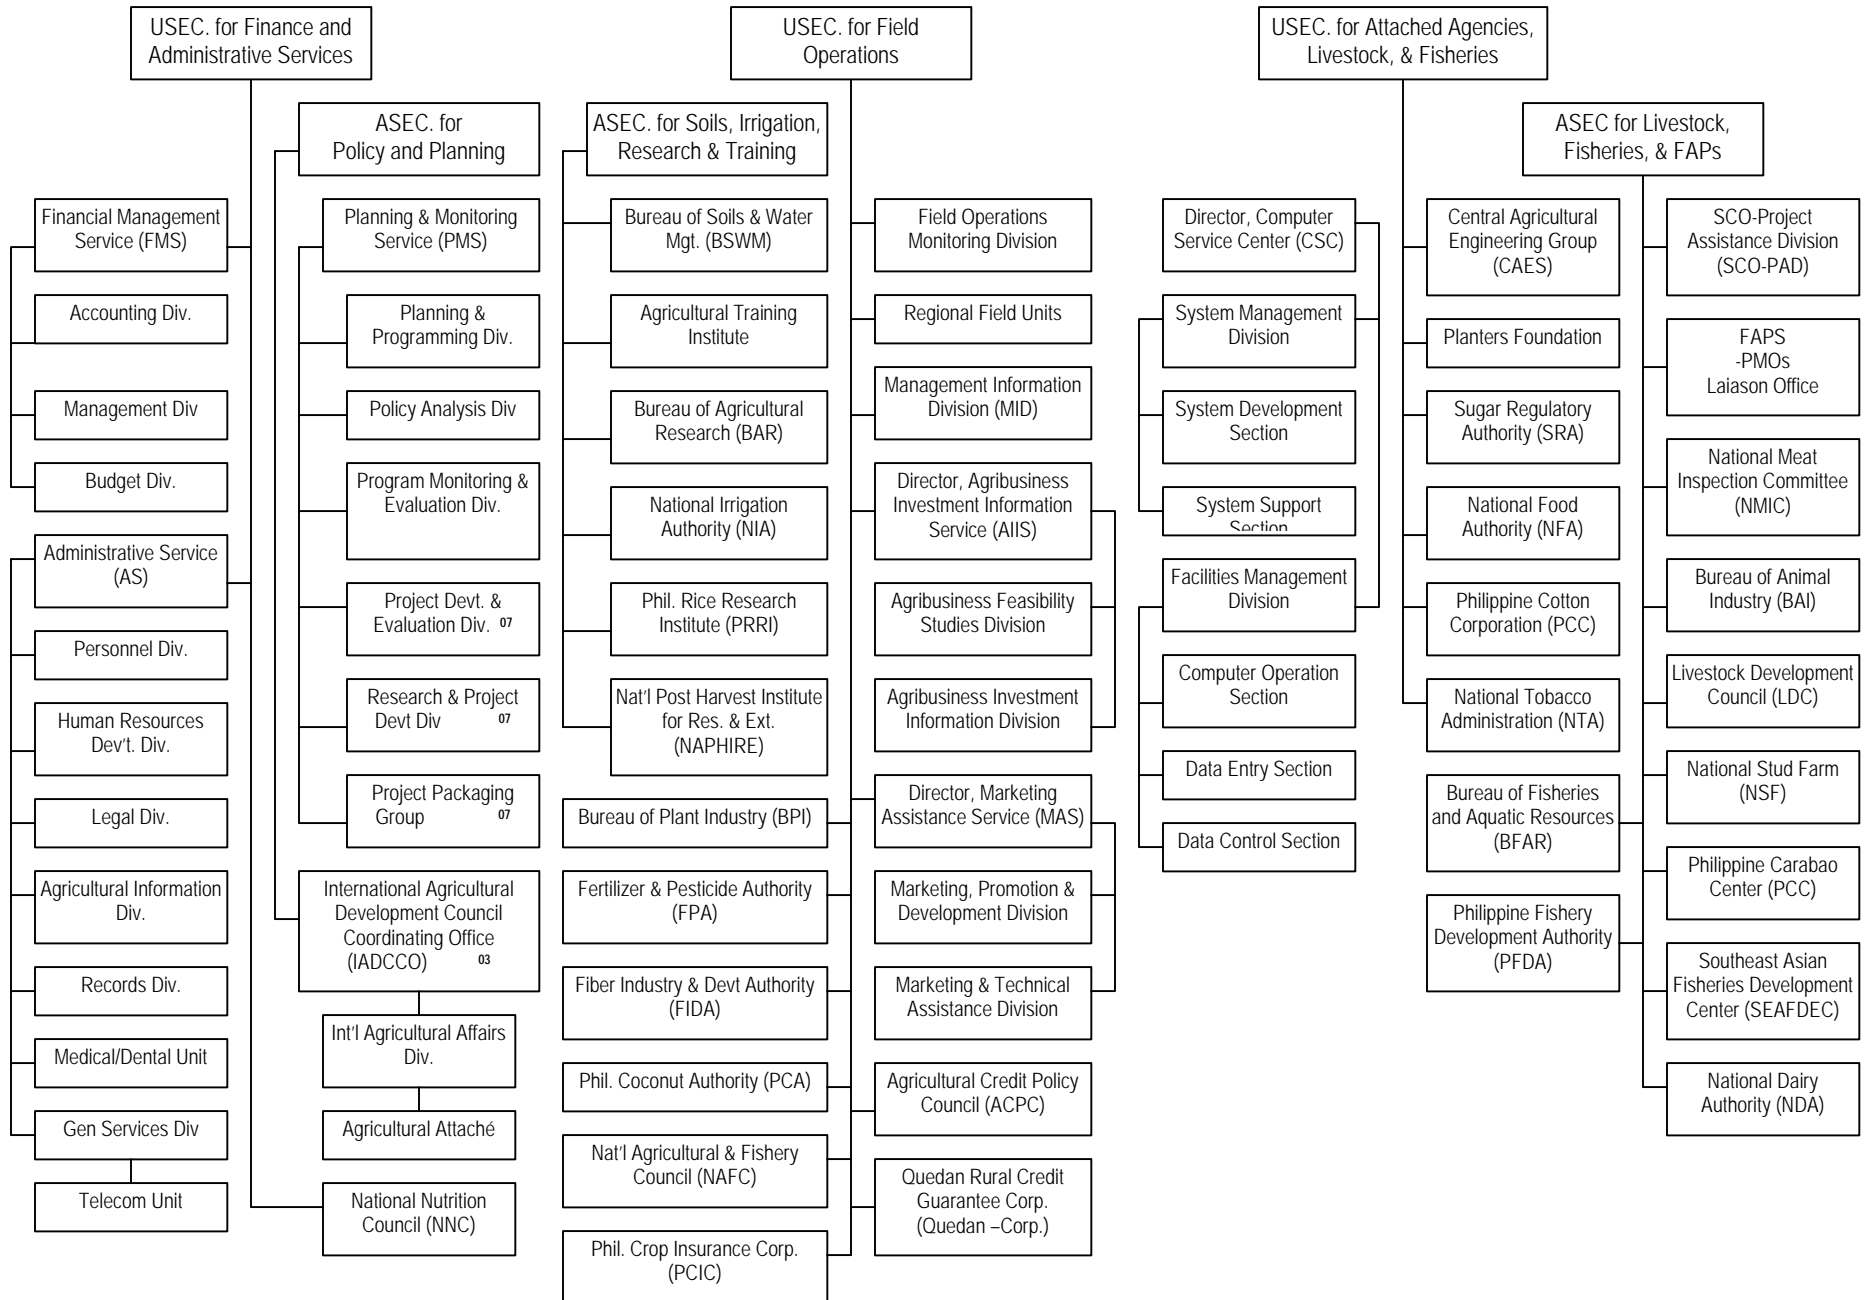 USEC. for Finance and
Administrative Services
USEC. for Field
Operations
USEC. for Attached Agencies,
Livestock, & Fisheries
ASEC. for
Policy and Planning
ASEC. for Soils, Irrigation,
Research & Training
ASEC for Livestock,
Fisheries, & FAPs
Financial Management
Service (FMS)
Accounting Div.
Management Div
Budget Div.
Administrative Service
(AS)
Personnel Div.
Human Resources
Dev't. Div.
Legal Div.
Agricultural Information
Div.
Records Div.
Medical/Dental Unit
Gen Services Div
Telecom Unit
Planning & Monitoring
Service (PMS)
Planning &
Programming Div.
Policy Analysis Div
Program Monitoring &
Evaluation Div.
Project Devt. &
Evaluation Div. 07
Research & Project
Devt Div 07
Project Packaging
Group 07
International Agricultural
Development Council
Coordinating Office
(IADCCO) 03
Int'l Agricultural Affairs
Div.
Agricultural Attaché
National Nutrition
Council (NNC)
Bureau of Soils & Water
Mgt. (BSWM)
Agricultural Training
Institute
Bureau of Agricultural
Research (BAR)
National Irrigation
Authority (NIA)
Phil. Rice Research
Institute (PRRI)
Nat'l Post Harvest Institute
for Res. & Ext.
(NAPHIRE)
Bureau of Plant Industry (BPI)
Fertilizer & Pesticide Authority
(FPA)
Fiber Industry & Devt Authority
(FIDA)
Phil. Coconut Authority (PCA)
Nat'l Agricultural & Fishery
Council (NAFC)
Phil. Crop Insurance Corp.
(PCIC)
Field Operations
Monitoring Division
Regional Field Units
Management Information
Division (MID)
Director, Agribusiness
Investment Information
Service (AIIS)
Agribusiness Feasibility
Studies Division
Agribusiness Investment
Information Division
Director, Marketing
Assistance Service (MAS)
Marketing, Promotion &
Development Division
Marketing & Technical
Assistance Division
Agricultural Credit Policy
Council (ACPC)
Quedan Rural Credit
Guarantee Corp.
(Quedan –Corp.)
Director, Computer
Service Center (CSC)
System Management
Division
System Development
Section
System Support
Section
Facilities Management
Division
Computer Operation
Section
Data Entry Section
Data Control Section
Central Agricultural
Engineering Group
(CAES)
Planters Foundation
Sugar Regulatory
Authority (SRA)
National Food
Authority (NFA)
Philippine Cotton
Corporation (PCC)
National Tobacco
Administration (NTA)
Bureau of Fisheries
and Aquatic Resources
(BFAR)
Philippine Fishery
Development Authority
(PFDA)
SCO-Project
Assistance Division
(SCO-PAD)
FAPS
-PMOs
Laiason Office
National Meat
Inspection Committee
(NMIC)
Bureau of Animal
Industry (BAI)
Livestock Development
Council (LDC)
National Stud Farm
(NSF)
Philippine Carabao
Center (PCC)
Southeast Asian
Fisheries Development
Center (SEAFDEC)
National Dairy
Authority (NDA)